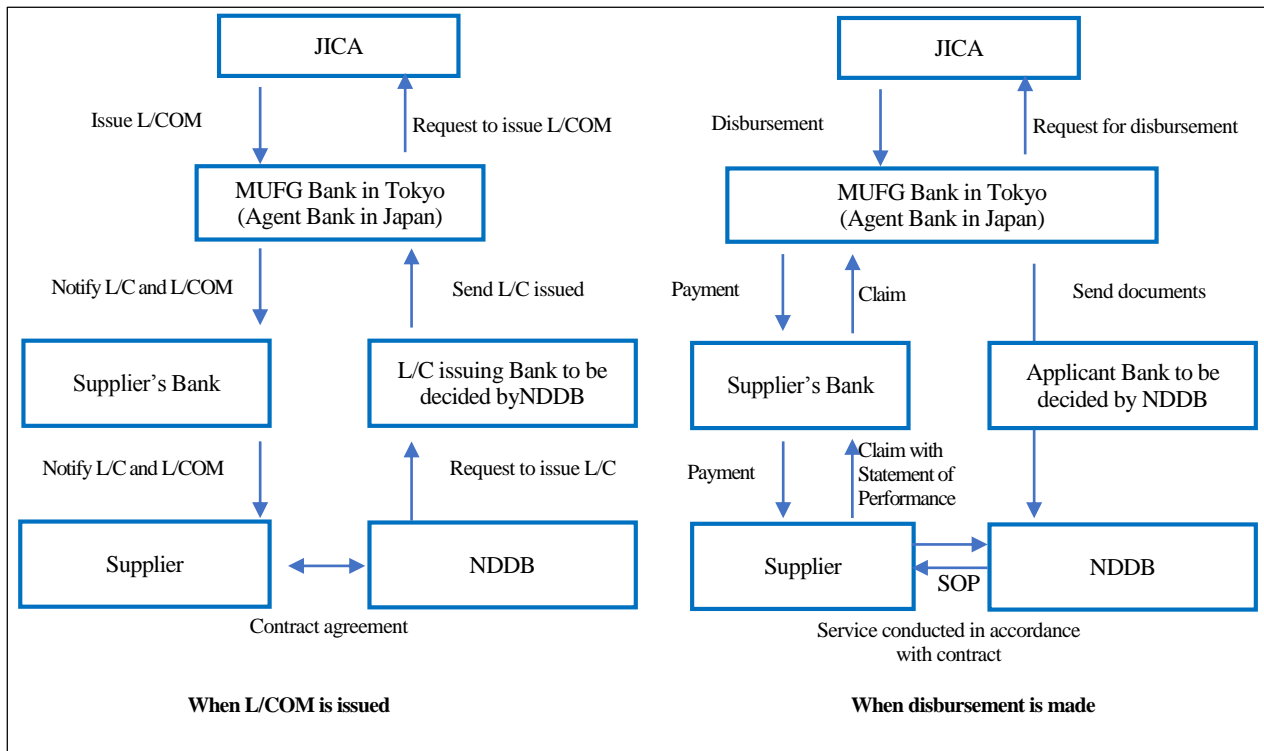 JICA
Issue L/COM
Request to issue L/COM
MUFG Bank in Tokyo
(Agent Bank in Japan)
Notify L/C and L/COM
Send L/C issued
Supplier's Bank
L/C issuing Bank to be
decided byNDDB
Notify L/C and L/COM
Request to issue L/C
Supplier
NDDB
Contract agreement
When L/COM is issued
JICA
Disbursement
Request for disbursement
MUFG Bank in Tokyo
(Agent Bank in Japan)
Payment
Claim
Send documents
Supplier's Bank
Applicant Bank to be
decided by NDDB
Payment
Claim with
Statement of
Performance
Supplier
SOP
NDDB
Service conducted in accordance
with contract
When disbursement is made